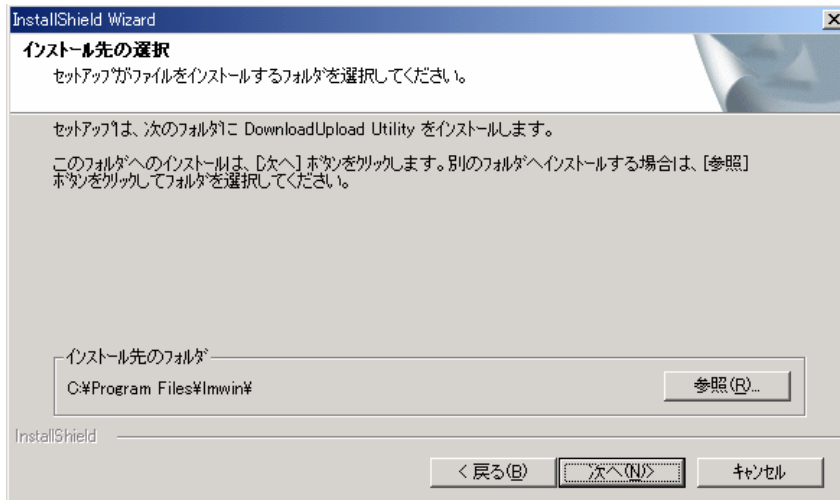 InstallShield Wizard
インストール先の選択
セットアップがファイルをインストールするフォルダを選択してください。
セットアップは、次のフォルダに DownloadUpload Utility をインストールします。
このフォルダへのインストールは、[次へ] ボタンをクリックします。別のフォルダへインストールする場合は、[参照]
ボタンをクリックしてフォルダを選択してください。
インストール先のフォルダ
C:¥Program Files¥Imwin¥
参照(R)...
InstallShield
< 戻る(B)
次へ(N)>
キャンセル